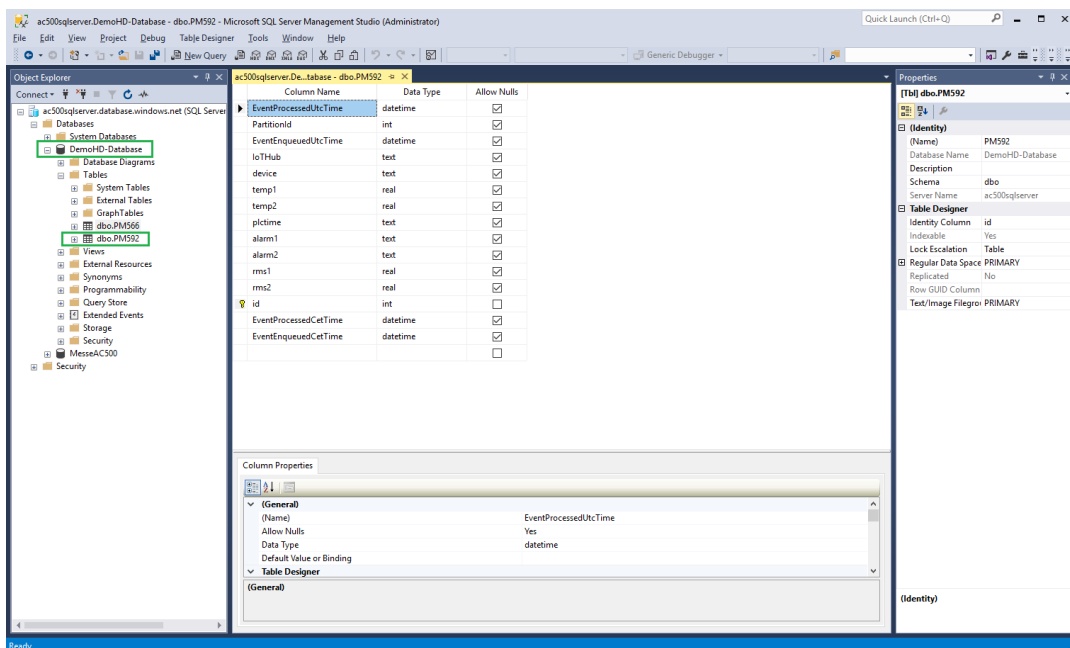 ac500sqlserver.DemoHD-Database - dbo.PM592 - Microsoft SQL Server Management Studio (Administrator)
Quick Launch (Ctrl+Q)
File Edit View Project Debug Table Designer Tools Window Help
New Query
Generic Debugger
Object Explorer
Connect
ac500sqlserver.database.windows.net (SQL Server
Databases
System Databases
DemoHD-Database
Database Diagrams
Tables
System Tables
External Tables
GraphTables
dbo.PM566
dbo.PM592
Views
External Resources
Synonyms
Programmability
Query Store
Extended Events
Storage
Security
MesseAC500
Security
ac500sqlserver.De...tabase - dbo.PM592
Column Name Data Type Allow Nulls
EventProcessedUtcTime datetime
PartitionId int
EventEnqueuedUtcTime datetime
IoTHub text
device text
temp1 real
temp2 real
plctime text
alarm1 text
alarm2 text
rms1 real
rms2 real
id int
EventProcessedCetTime datetime
EventEnqueuedCetTime datetime
Column Properties
(General)
(Name) EventProcessedUtcTime
Allow Nulls Yes
Data Type datetime
Default Value or Binding
Table Designer
(General)
Properties
[Tbl] dbo.PM592
(Identity)
(Name) PM592
Database Name DemoHD-Database
Description
Schema dbo
Server Name ac500sqlserver
Table Designer
Identity Column id
Indexable Yes
Lock Escalation Table
Regular Data Space PRIMARY
Replicated No
Row GUID Column
Text/Image Filegro PRIMARY
(Identity)
Ready